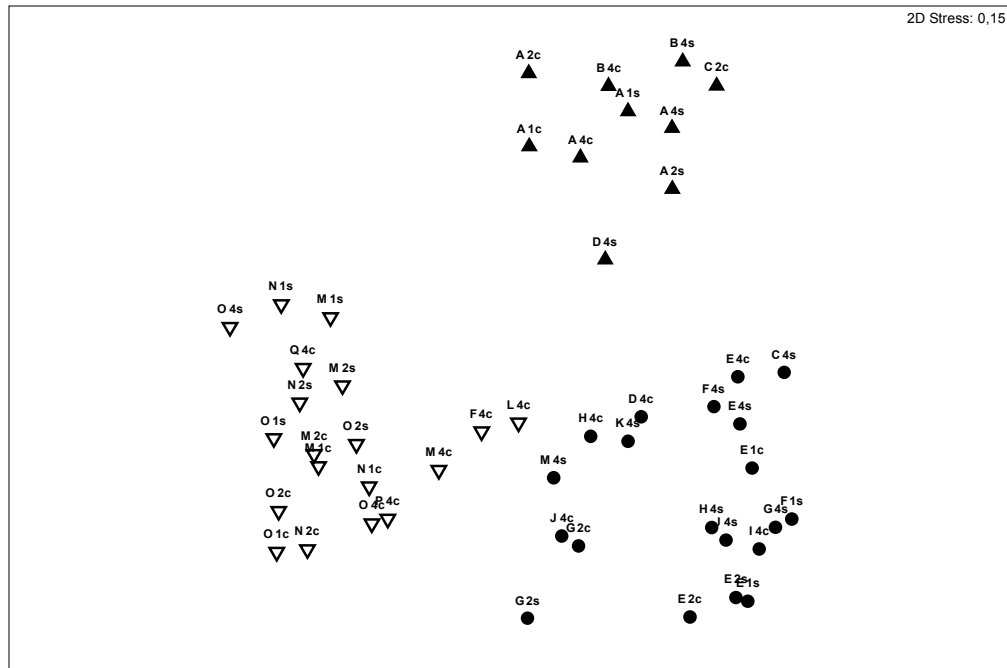 2D Stress: 0,15
B 4s
A 2c
B 4c
C 2c
A 1s
A 4s
A 1c
A 4c
A 2s
D 4s
N 1s
M 1s
O 4s
Q 4c
M 2s
N 2s
E 4c
C 4s
F 4s
D 4c
E 4s
L 4c
F 4c
H 4c
K 4s
O 1s
O 2s
M 2c
M 1c
M 4c
E 1c
M 4s
N 1c
O 2c
O 4c
P 4c
F 1s
G 4s
H 4s
J 4c
I 4s
G 2c
I 4c
O 1c
N 2c
E 2s
E 1s
E 2c
G 2s